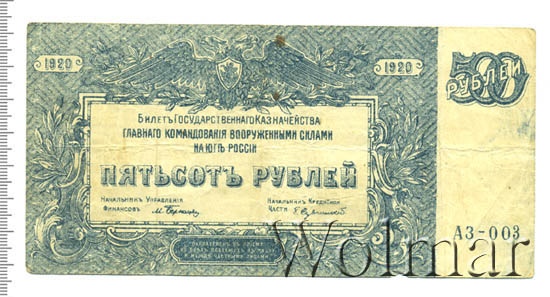 1920
1920
500
РУБЛЕЙ
БИЛЕТЪ ГОСУДАРСТВЕННАГО КАЗНАЧЕЙСТВА
ГЛАВНАГО КОМАНДОВАНІЯ ВООРУЖЕННЫМИ СИЛАМИ
НА ЮГѢ РОССІИ
ПЯТЬСОТЪ РУБЛЕЙ
НАЧАЛЬНИКЪ УПРАВЛЕНІЯ
ФИНАНСОВЪ
НАЧАЛЬНИКЪ КРЕДИТНОЙ
ЧАСТИ
АЗ-003
Wolmar